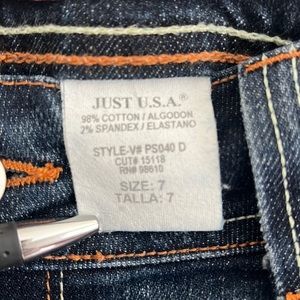 JUST U.S.A.®
98% COTTON / ALGODON
2% SPANDEX / ELASTANO
STYLE-V# PS040 D
CUT# 15118
RN# 98610
SIZE: 7
TALLA: 7